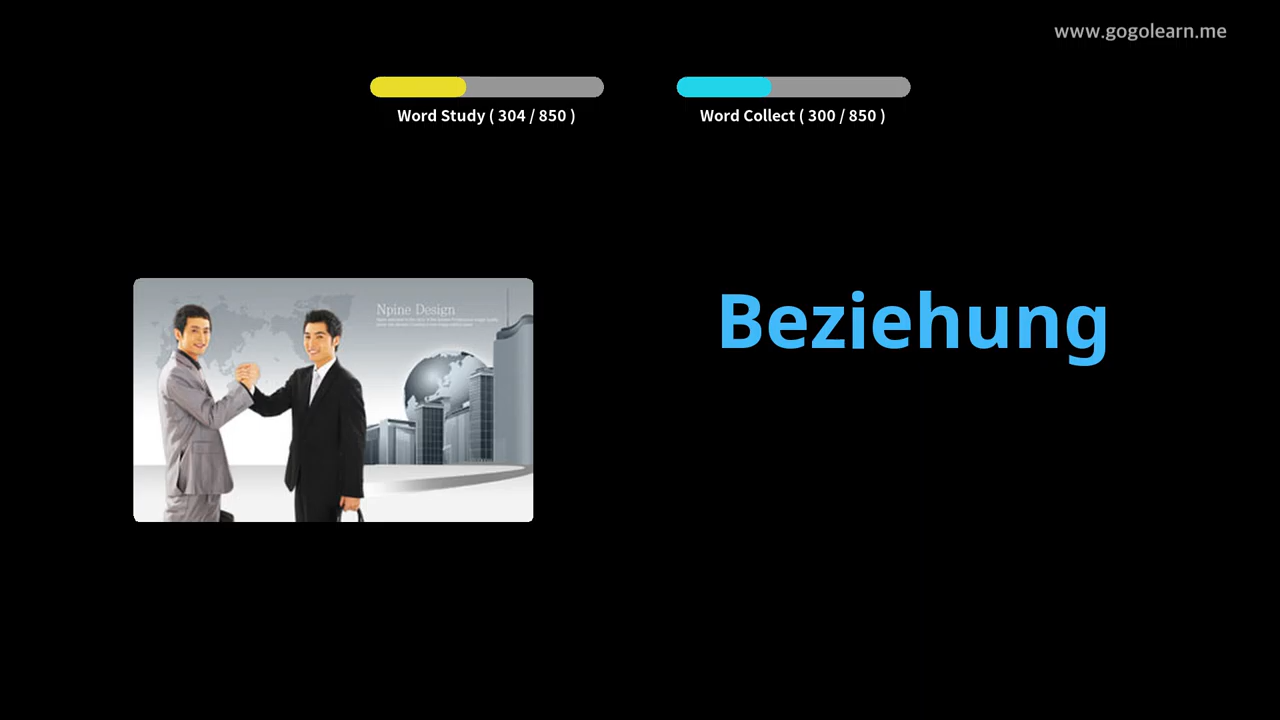 www.gogolearn.me
Word Study ( 304 / 850 )
Word Collect ( 300 / 850 )
Npine Design
Beziehung